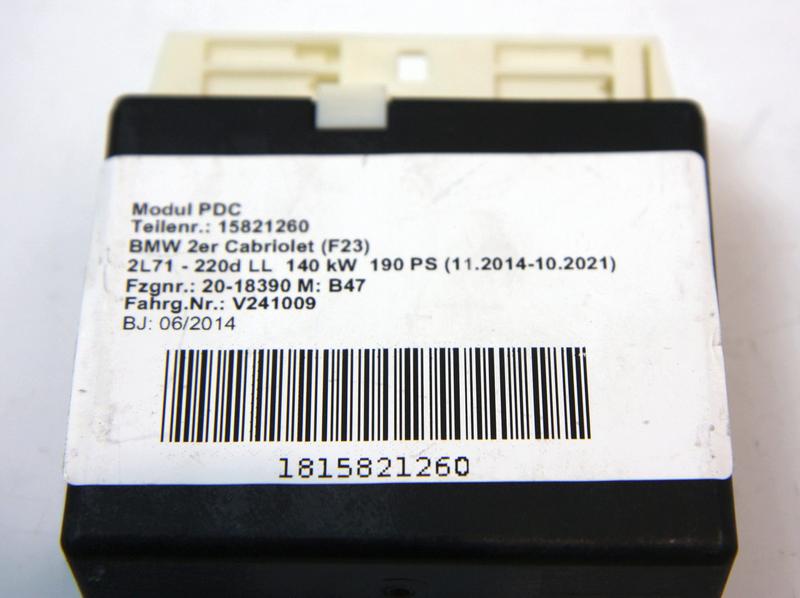 Modul PDC
Teilenr.: 15821260
BMW 2er Cabriolet (F23)
2L71 - 220d LL 140 kW 190 PS (11.2014-10.2021)
Fzgnr.: 20-18390 M: B47
Fahrg.Nr.: V241009
BJ: 06/2014
1815821260